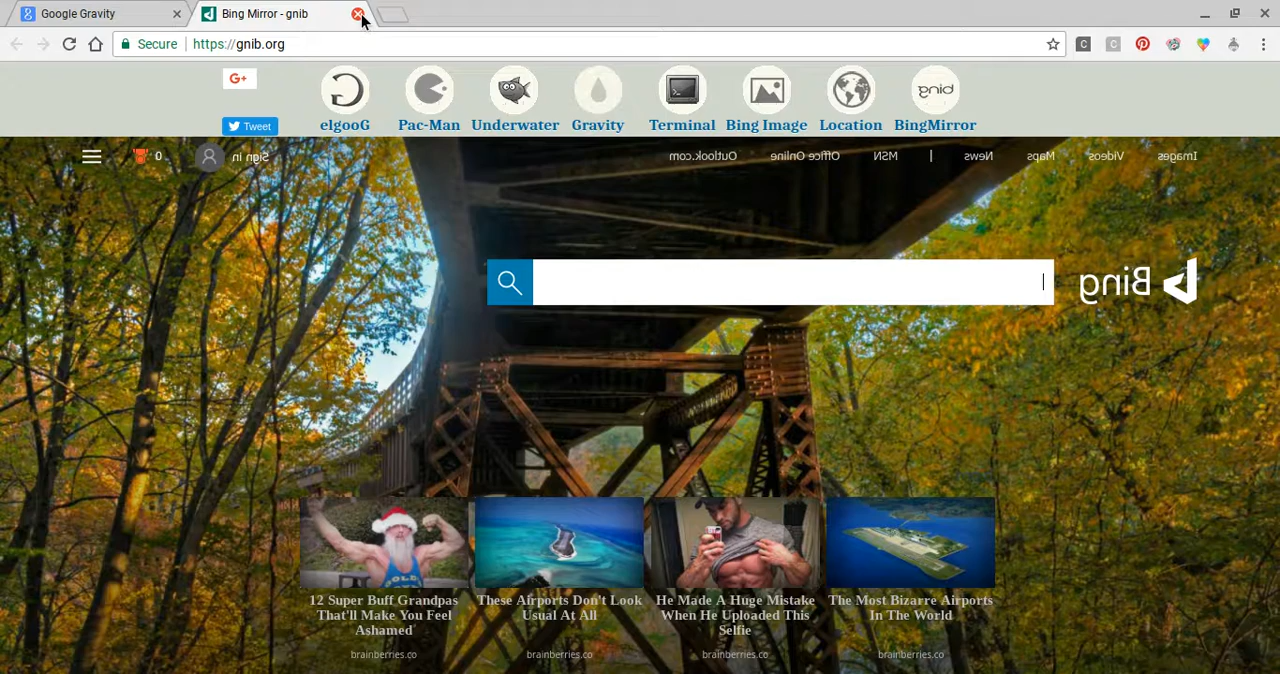 Google Gravity
Bing Mirror - gnib
Secure
https://gnib.org
G+
Tweet
elgooG
Pac-Man
Underwater
Gravity
Terminal
Bing Image
Location
BingMirror
gnib
0
Sign in
Outlook.com
Office Online
MSN
|
News
Maps
Videos
Images
Bing
12 Super Buff Grandpas
That'll Make You Feel
Ashamed
brainberries.co
These Airports Don't Look
Usual At All
brainberries.co
He Made A Huge Mistake
When He Uploaded This
Selfie
brainberries.co
The Most Bizarre Airports
In The World
brainberries.co